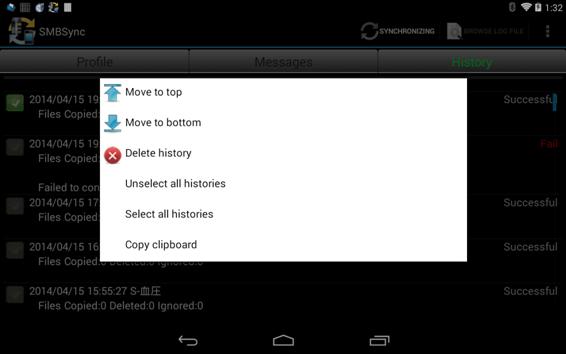 1:32
SMBSync
SYNCHRONIZING
BROWSE LOG FILE
Profile
Messages
History
2014/04/15 19
Successful
Files Copied:
2014/04/15 19
Fail
Files Copied:
Failed to con
2014/04/15 17:
Successful
Files Copied:
2014/04/15 16
Successful
Files Copied:0 Deleted:0 Ignored:0
2014/04/15 15:55:27 S-血圧
Successful
Files Copied:0 Deleted:0 Ignored:0
Move to top
Move to bottom
Delete history
Unselect all histories
Select all histories
Copy clipboard